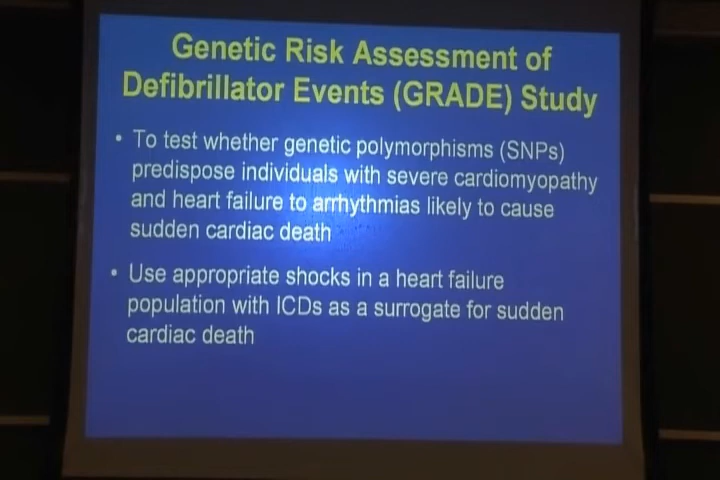 Genetic Risk Assessment of
Defibrillator Events (GRADE) Study
• To test whether genetic polymorphisms (SNPs)
predispose individuals with severe cardiomyopathy
and heart failure to arrhythmias likely to cause
sudden cardiac death
• Use appropriate shocks in a heart failure
population with ICDs as a surrogate for sudden
cardiac death